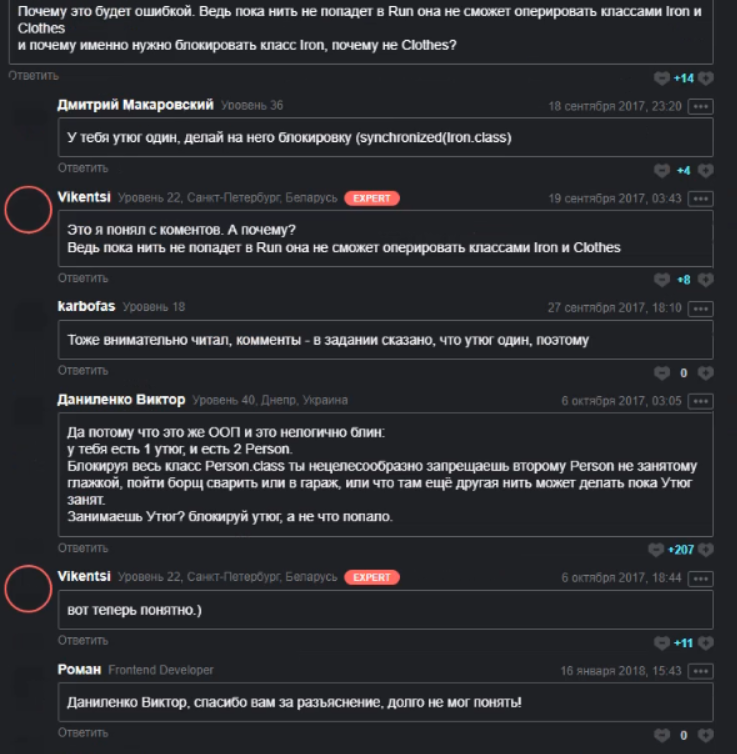 Почему это будет ошибкой. Ведь пока нить не попадет в Run она не сможет оперировать классами Iron и
Clothes
и почему именно нужно блокировать класс Iron, почему не Clothes?
Ответить
+14
Дмитрий Макаровский Уровень 36
18 сентября 2017, 23:20
У тебя утюг один, делай на него блокировку (synchronized(Iron.class)
Ответить
+4
Vikentsi Уровень 22, Санкт-Петербург, Беларусь EXPERT
19 сентября 2017, 03:43
Это я понял с коментов. А почему?
Ведь пока нить не попадет в Run она не сможет оперировать классами Iron и Clothes
Ответить
+8
karbofas Уровень 18
27 сентября 2017, 18:10
Тоже внимательно читал, комменты - в задании сказано, что утюг один, поэтому
Ответить
0
Даниленко Виктор Уровень 40, Днепр, Украина
6 октября 2017, 03:05
Да потому что это же ООП и это нелогично блин:
у тебя есть 1 утюг, и есть 2 Person.
Блокируя весь класс Person.class ты нецелесообразно запрещаешь второму Person не занятому
глажкой, пойти борщ сварить или в гараж, или что там ещё другая нить может делать пока Утюг
занят.
Занимаешь Утюг? блокируй утюг, а не что попало.
Ответить
+207
Vikentsi Уровень 22, Санкт-Петербург, Беларусь EXPERT
6 октября 2017, 18:44
вот теперь понятно.)
Ответить
+11
Роман Frontend Developer
16 января 2018, 15:43
Даниленко Виктор, спасибо вам за разъяснение, долго не мог понять!
Ответить
0